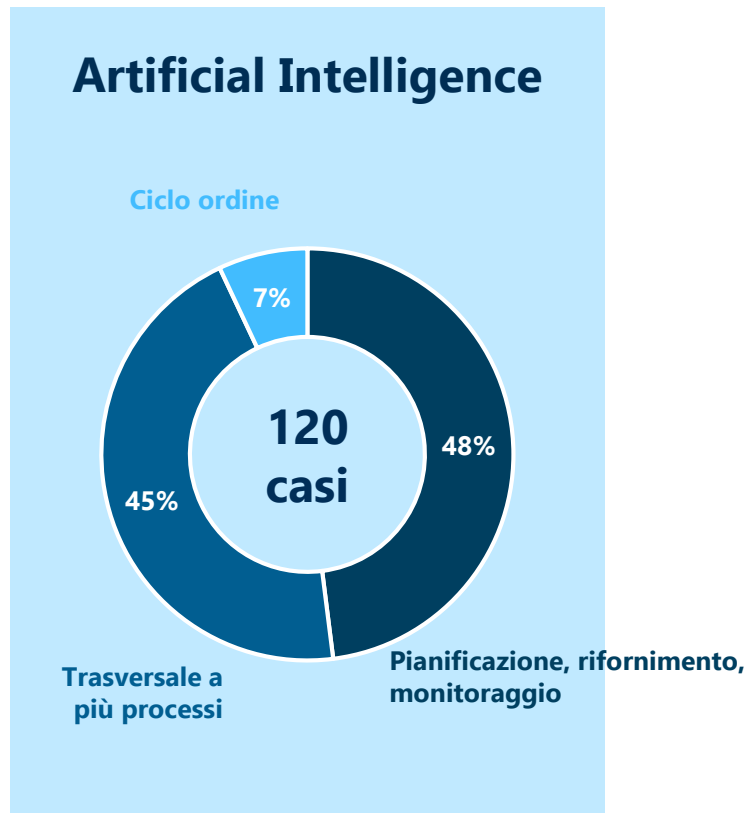 Artificial Intelligence
Ciclo ordine
7%
120
casi
48%
45%
Trasversale a
più processi
Pianificazione, rifornimento,
monitoraggio